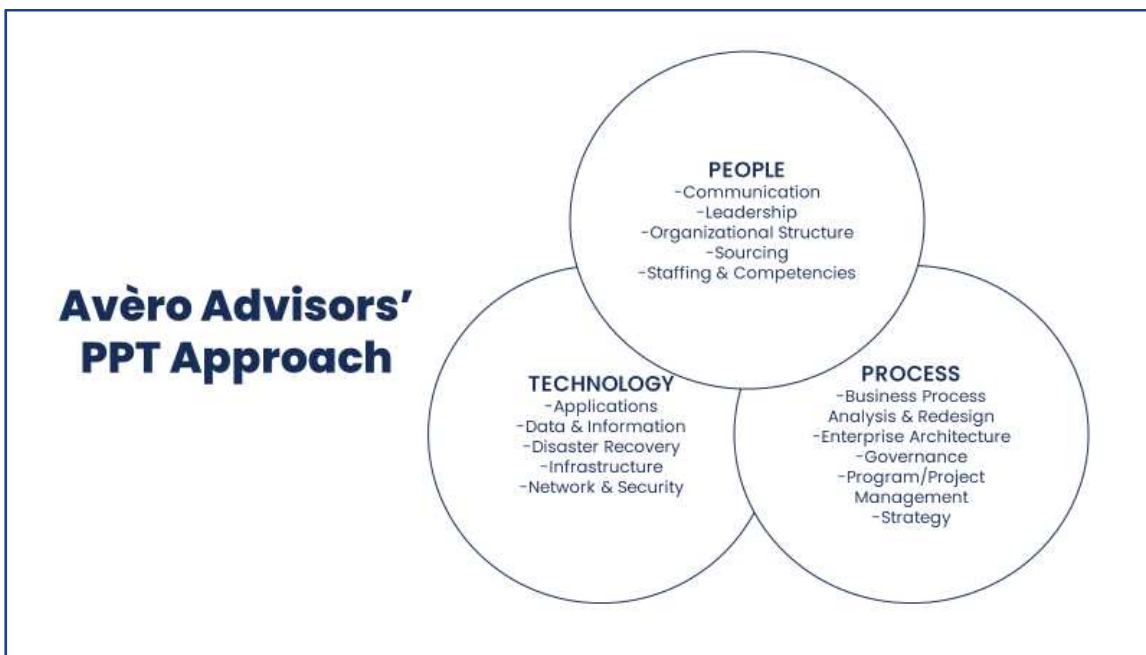 Avèro Advisors’
PPT Approach
PEOPLE
-Communication
-Leadership
-Organizational Structure
-Sourcing
-Staffing & Competencies
TECHNOLOGY
-Applications
-Data & Information
-Disaster Recovery
-Infrastructure
-Network & Security
PROCESS
-Business Process
Analysis & Redesign
-Enterprise Architecture
-Governance
-Program/Project
Management
-Strategy